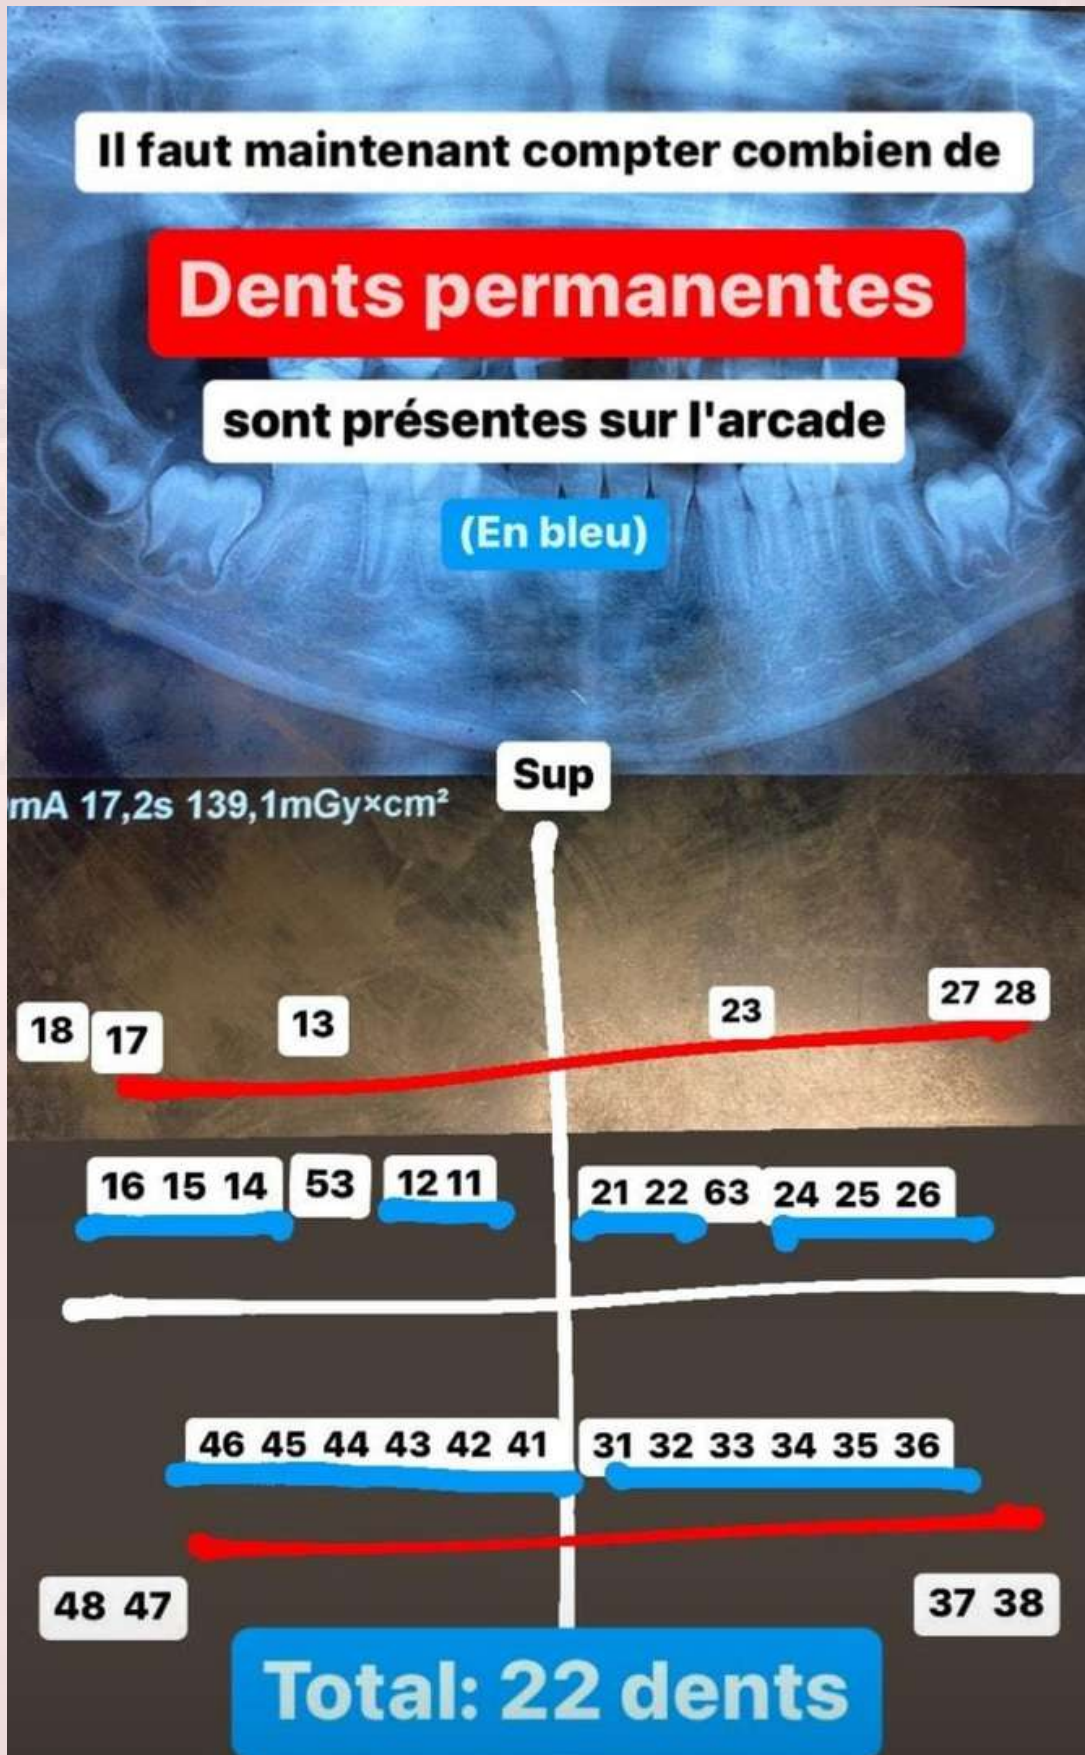 Il faut maintenant compter combien de
Dents permanentes
sont présentes sur l'arcade
(En bleu)
Sup
mA 17,2s 139,1mGy×cm²
18 17 13 23 27 28
16 15 14 53 12 11 21 22 63 24 25 26
46 45 44 43 42 41 31 32 33 34 35 36
48 47 37 38
Total: 22 dents